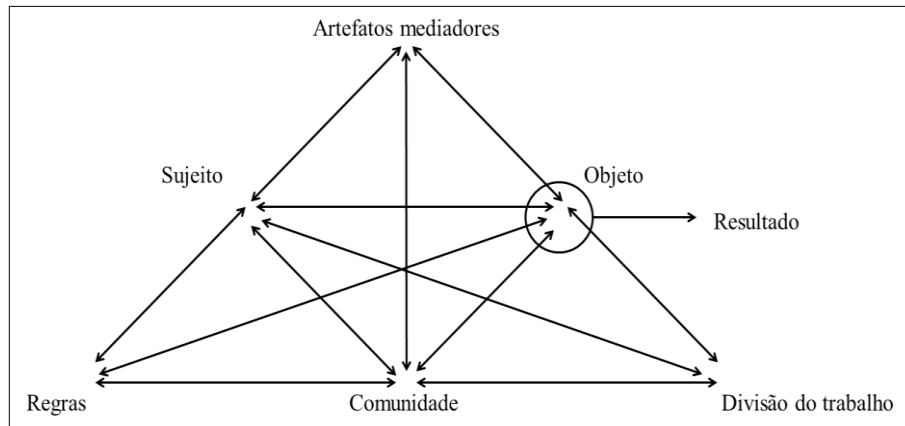 Artefatos mediadores
Sujeito
Objeto
Resultado
Regras
Comunidade
Divisão do trabalho